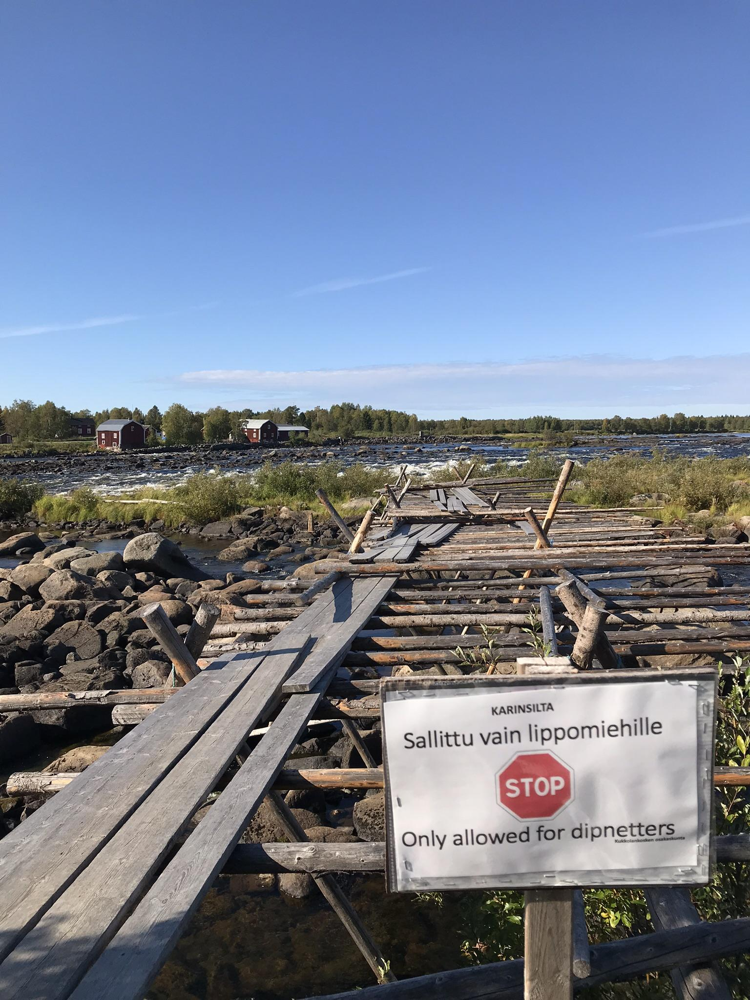 KARINSILTA
Sallittu vain lippomiehille
STOP
Only allowed for dipnetters
Kukkolankosken osakaskunta